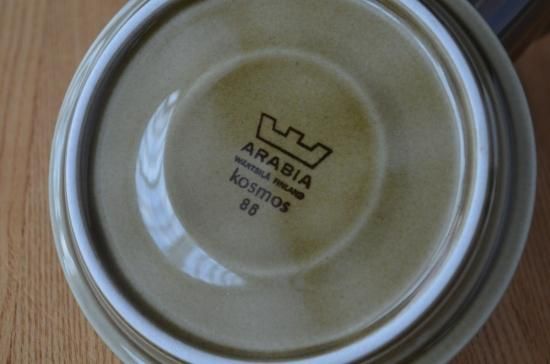 ARABIA
WÄRTSILÄ FINLAND
kosmos
88